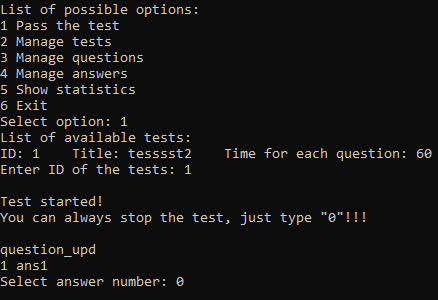 List of possible options:
1 Pass the test
2 Manage tests
3 Manage questions
4 Manage answers
5 Show statistics
6 Exit
Select option: 1
List of available tests:
ID: 1    Title: tesssst2    Time for each question: 60
Enter ID of the tests: 1

Test started!
You can always stop the test, just type "0"!!!

question_upd
1 ans1
Select answer number: 0